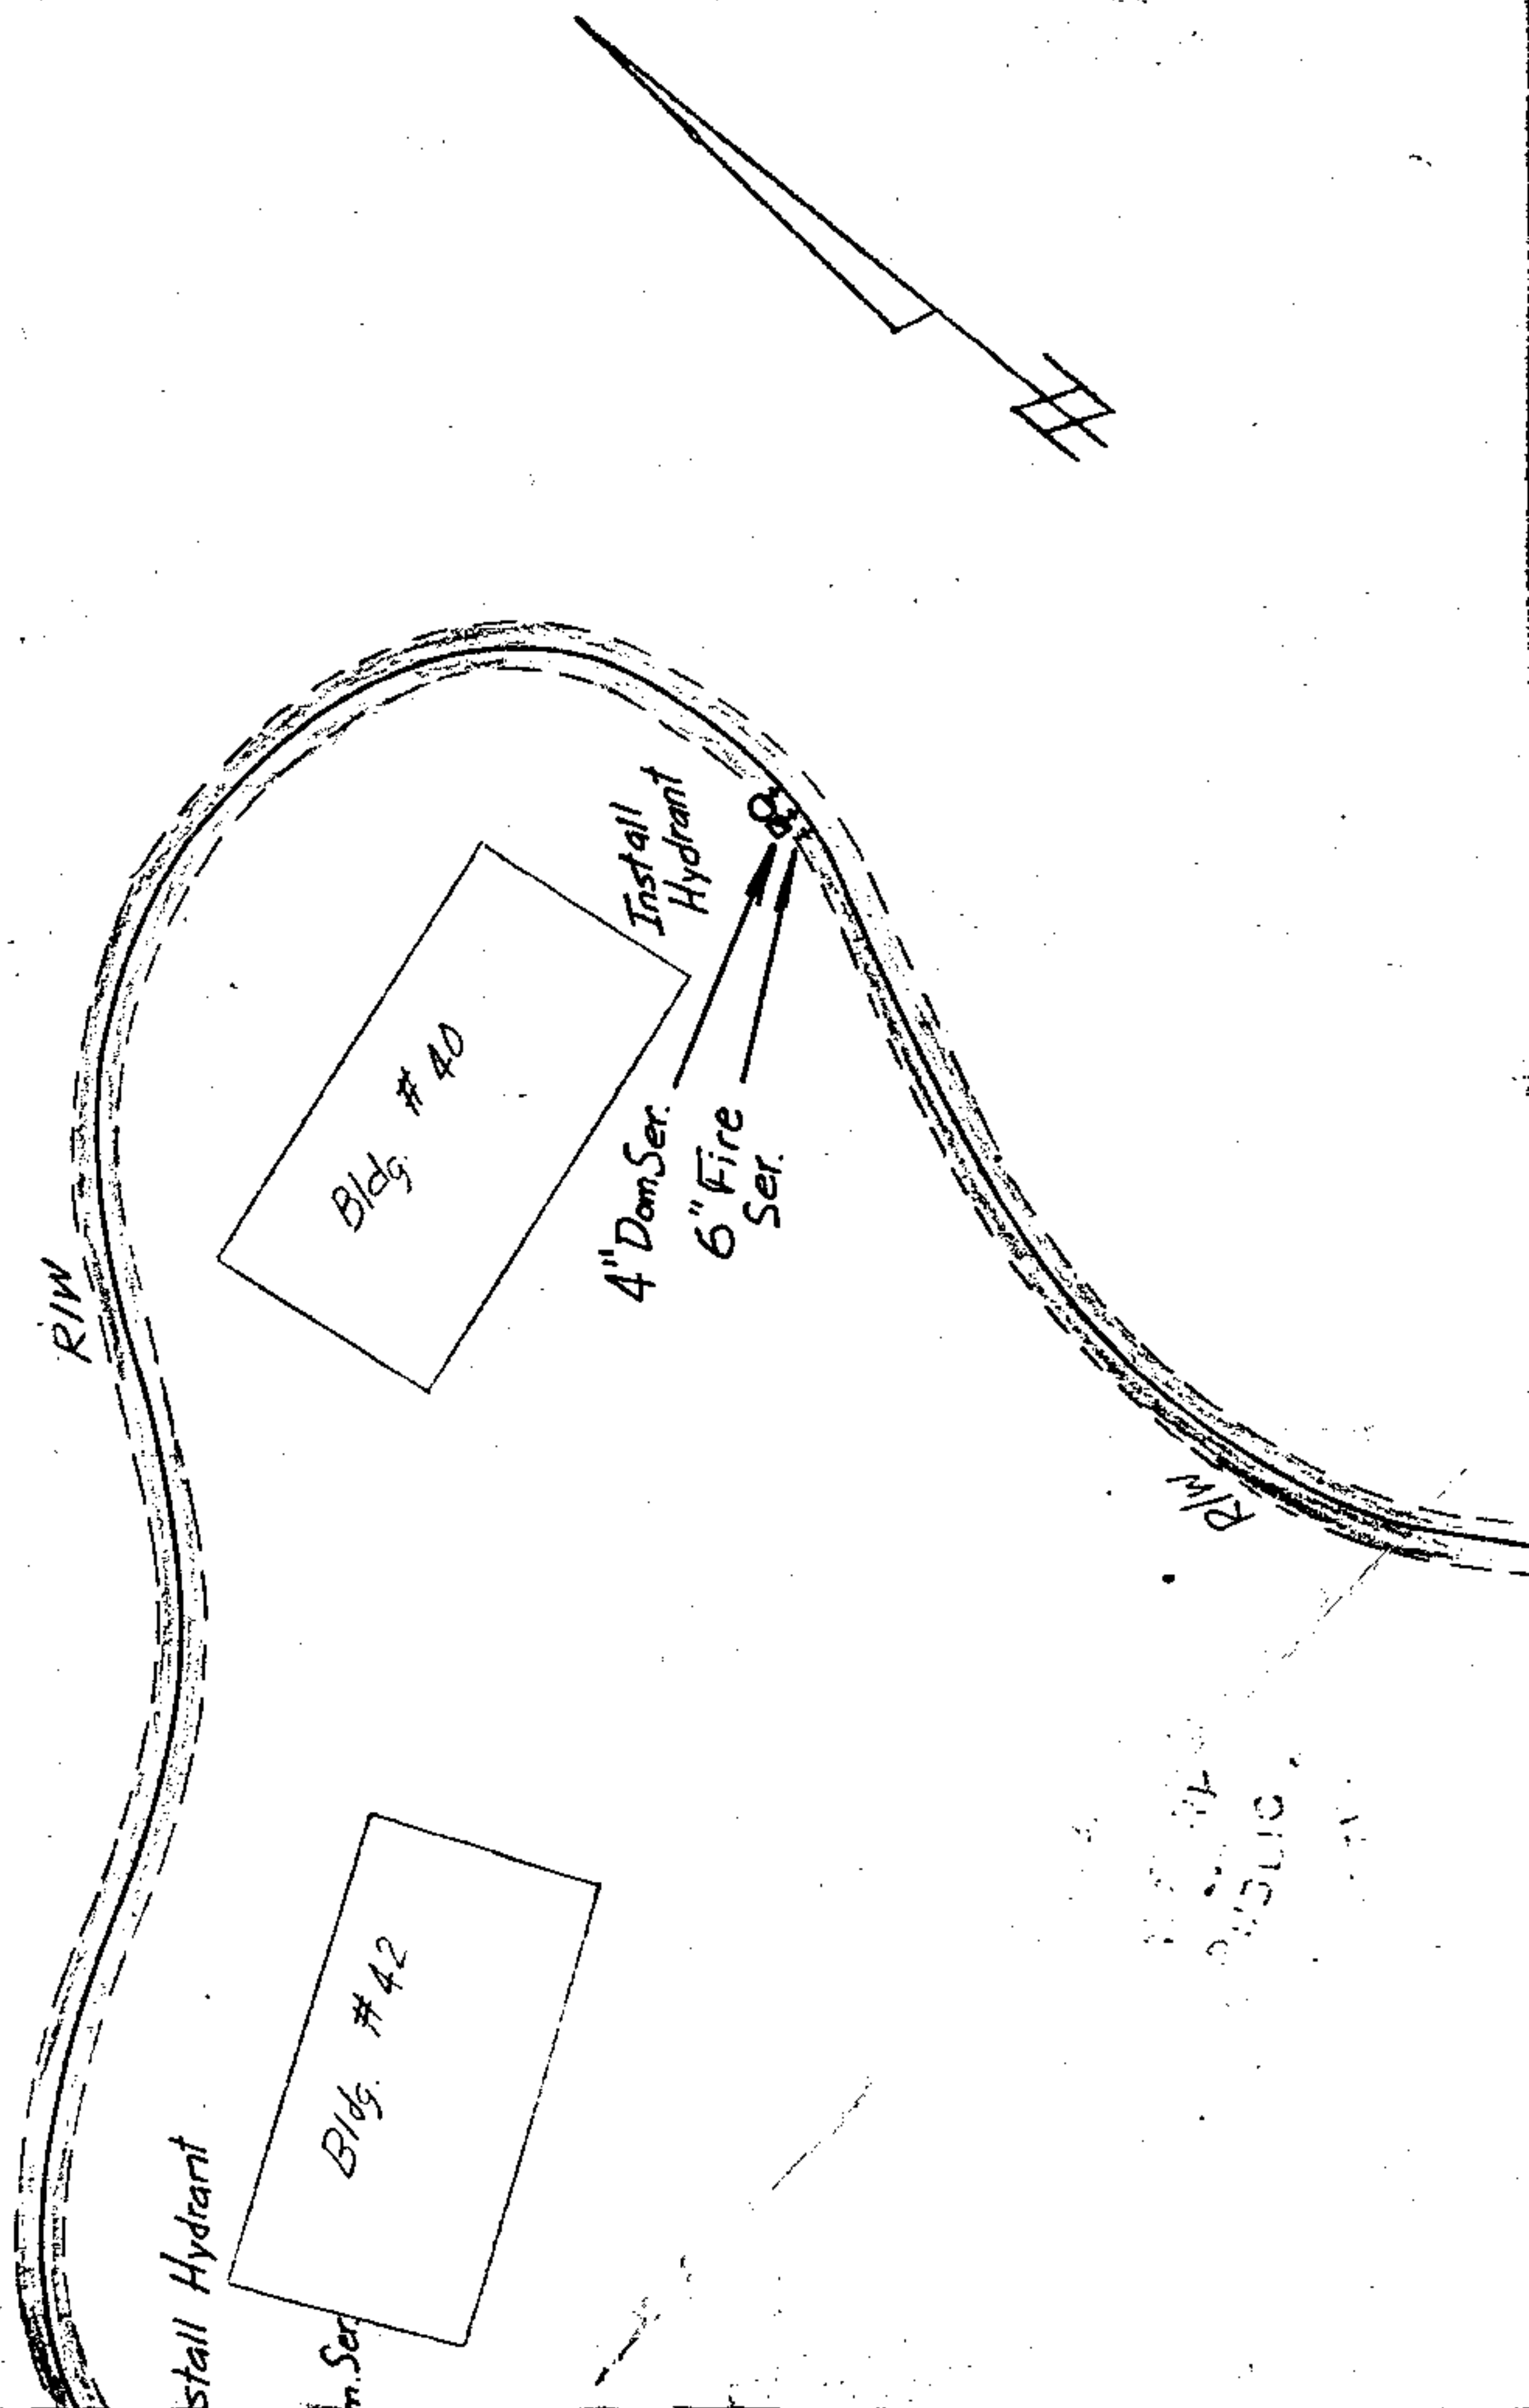 R/W
Install
Hydrant
Bldg. #40
4" Dom.Ser.
6" Fire
Ser.
R/W
Bldg. #42
stall Hydrant
m.Ser.